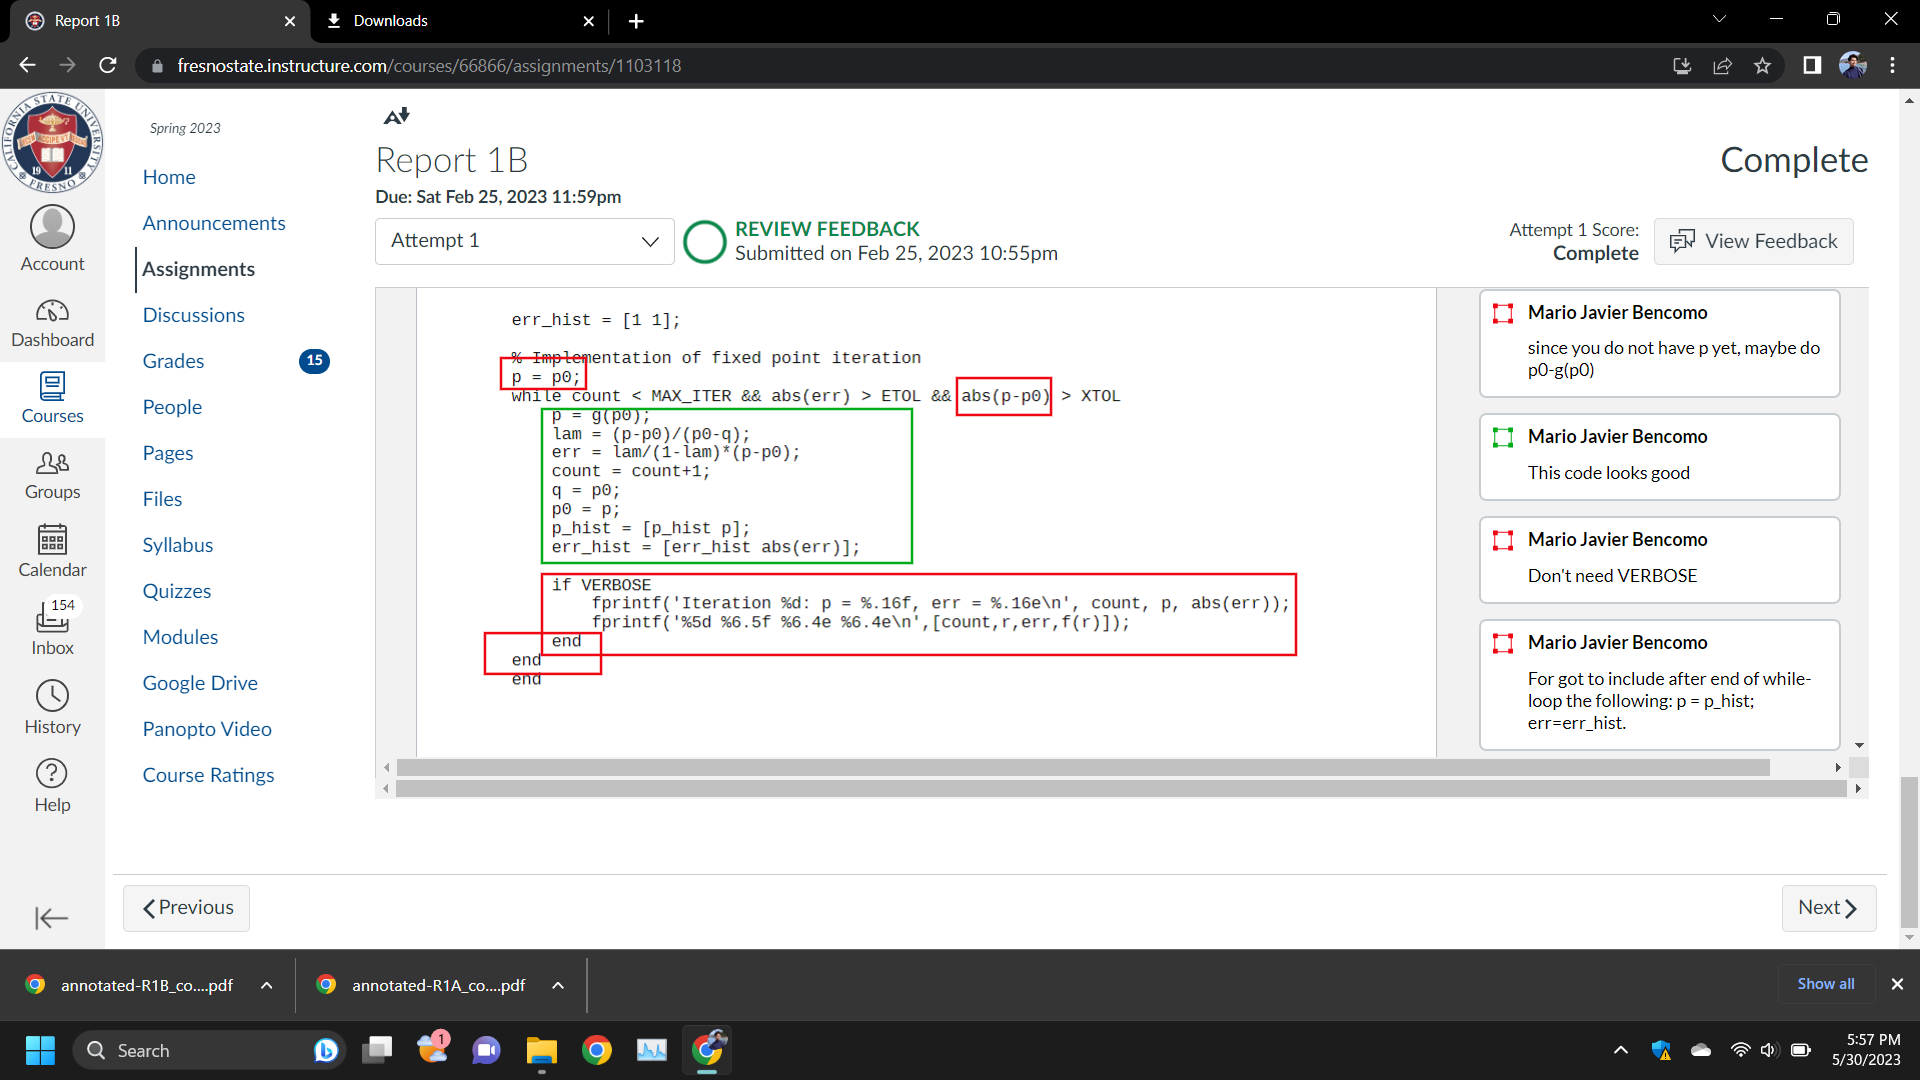 Report 1B
Downloads
fresnostate.instructure.com/courses/66866/assignments/1103118
CALIFORNIA STATE UNIVERSITY
19 11
FRESNO
Account
Dashboard
Courses
Groups
Calendar
154
Inbox
History
Help
Spring 2023
Home
Announcements
Assignments
Discussions
Grades
15
People
Pages
Files
Syllabus
Quizzes
Modules
Google Drive
Panopto Video
Course Ratings
Report 1B
Complete
Due: Sat Feb 25, 2023 11:59pm
Attempt 1
REVIEW FEEDBACK
Submitted on Feb 25, 2023 10:55pm
Attempt 1 Score:
Complete
View Feedback
err_hist = [1 1];
% Implementation of fixed point iteration
p = p0;
while count < MAX_ITER && abs(err) > ETOL && abs(p-p0) > XTOL
p = g(p0);
lam = (p-p0)/(p0-q);
err = lam/(1-lam)*(p-p0);
count = count+1;
q = p0;
p0 = p;
p_hist = [p_hist p];
err_hist = [err_hist abs(err)];
if VERBOSE
fprintf('Iteration %d: p = %.16f, err = %.16e\n', count, p, abs(err));
fprintf('%5d %6.5f %6.4e %6.4e\n',[count,r,err,f(r)]);
end
end
end
Mario Javier Bencomo
since you do not have p yet, maybe do
p0-g(p0)
Mario Javier Bencomo
This code looks good
Mario Javier Bencomo
Don't need VERBOSE
Mario Javier Bencomo
For got to include after end of while-
loop the following: p = p_hist;
err=err_hist.
Previous
Next
annotated-R1B_co....pdf
annotated-R1A_co....pdf
Show all
Search
1
5:57 PM
5/30/2023